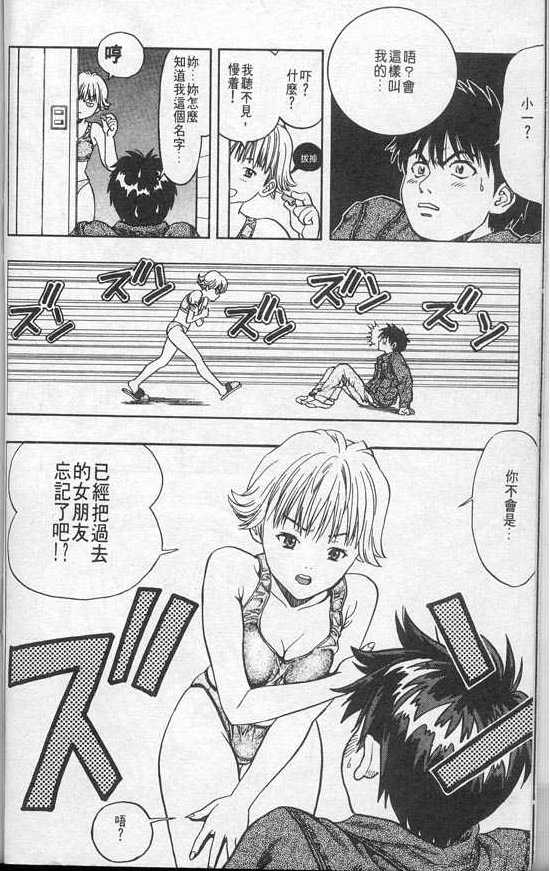 小一?
唔?會
這樣叫
我的…
吓?
什麼?
拔掉
我聽不見,
慢着!
妳…妳怎麼
知道我這個名字…
哼
ズン
ズン
ズン
ズン
ズン
你不會是…
已經把過去
的女朋友
忘記了吧!?
ズン
唔?